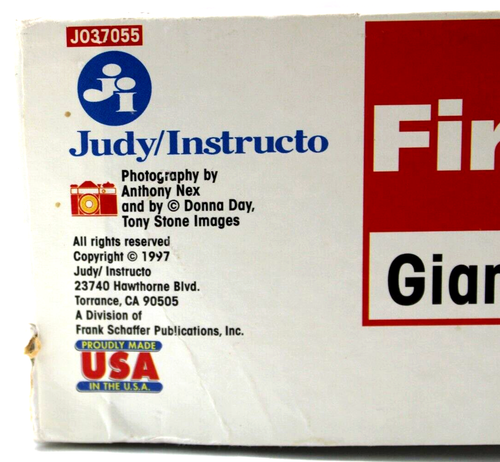 JO37055
Ji
Judy/Instructo
Photography by
Anthony Nex
and by © Donna Day,
Tony Stone Images
All rights reserved
Copyright © 1997
Judy/ Instructo
23740 Hawthorne Blvd.
Torrance, CA 90505
A Division of
Frank Schaffer Publications, Inc.
PROUDLY MADE
USA
IN THE U.S.A.
Fir
Gian